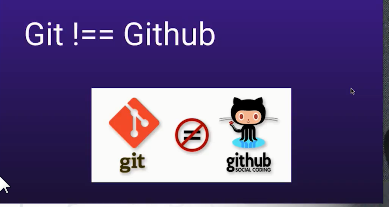 Git !== Github
git
=
github
SOCIAL CODING